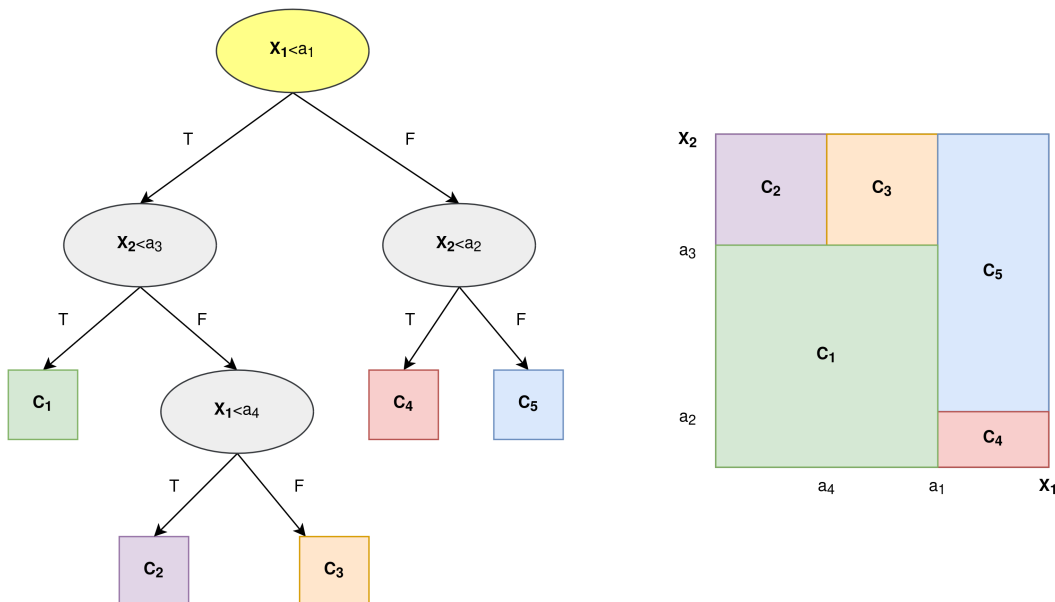 X₁<a₁
T
F
X₂<a₃
X₂<a₂
T
F
T
F
C₁
X₁<a₄
C₄
C₅
T
F
C₂
C₃
X₂
C₂
C₃
a₃
C₅
C₁
a₂
C₄
a₄
a₁
X₁